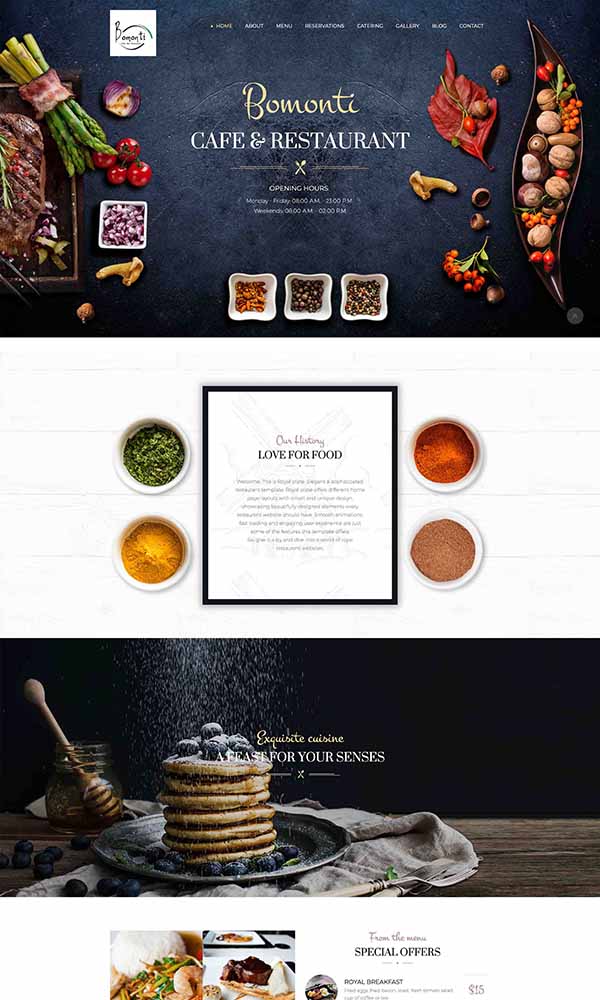 Bomonti
HOME ABOUT MENU RESERVATIONS CATERING GALLERY BLOG CONTACT
Bomonti
CAFE & RESTAURANT
OPENING HOURS
Monday - Friday 08:00 A.M. - 23:00 P.M.
Weekends 08:00 A.M. - 02:00 P.M.
Our History
LOVE FOR FOOD
Welcome. This is Royal plate. Elegant & sophisticated
restaurant template. Royal plate offers different home
page layouts with smart and unique design,
showcasing beautifully designed elements every
restaurant website should have. Smooth animations,
fast loading and engaging user experience are just
some of the features this template offers.
So, give it a try and dive into a world of royal
restaurant websites.
Exquisite cuisine
A FEAST FOR YOUR SENSES
From the menu
SPECIAL OFFERS
ROYAL BREAKFAST
$15
Fried eggs, fried bacon, toast, fresh tomato salad,
cup of coffee or tea